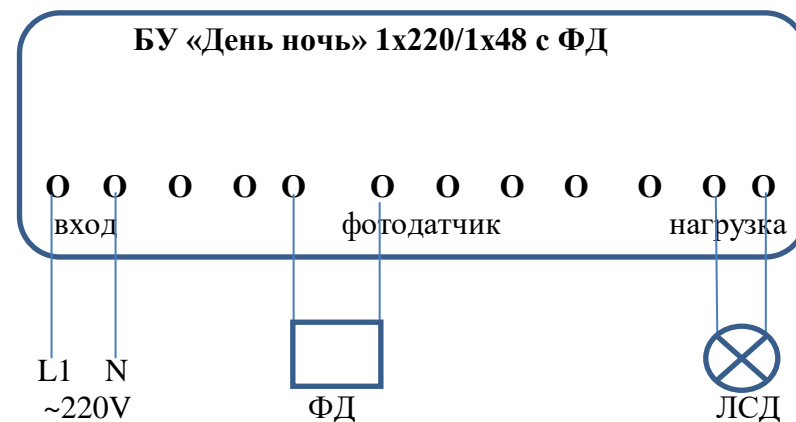 БУ «День ночь» 1х220/1х48 с ФД
О О О О О О О О О О О О
вход фотодатчик нагрузка
L1 N
~220V ФД ЛСД